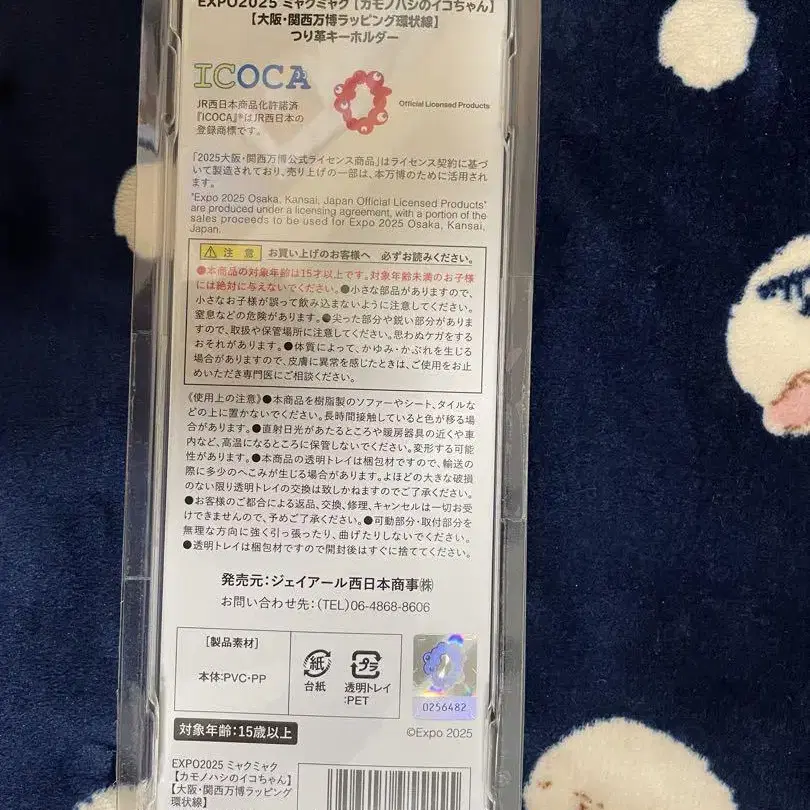 EXPO2025 ミャクミャク【カモノハシのイコちゃん】
【大阪・関西万博ラッピング環状線】
つり革キーホルダー
ICOCA
JR西日本商品化許諾済
『ICOCA』®はJR西日本の
登録商標です。
Official Licensed Products
「2025大阪・関西万博公式ライセンス商品」はライセンス契約に基づ
いて製造されており、売り上げの一部は、本万博のために活用されま
す。
"Expo 2025 Osaka, Kansai, Japan Official Licensed Products"
are produced under a licensing agreement, with a portion of the
sales proceeds to be used for Expo 2025 Osaka, Kansai,
Japan.
注 意 お買い上げのお客様へ 必ずお読みください。
●本商品の対象年齢は15才以上です。対象年齢未満のお子様
には絶対に与えないでください。●小さな部品がありますので、
小さなお子様が誤って飲み込まないように注意してください。
窒息などの危険があります。●尖った部分や鋭い部分がありま
すので、取扱や保管場所に注意してください。思わぬケガをする
おそれがあります。●体質によって、かゆみ・かぶれを生じる
場合がありますので、皮膚に異常を感じたときは、ご使用をお止
めいただき専門医にご相談ください。
《使用上の注意》●本商品を樹脂製のソファーやシート、タイルな
どの上に置かないでください。長時間接触していると色が移る場
合があります。●直射日光があたるところや暖房器具の近くや車
内など、高温になるところに保管しないでください。変形する可能
性があります。●本商品の透明トレイは梱包材ですので、輸送の
際に多少のへこみが生じる場合があります。よほどの大きな破損
のない限り透明トレイの交換は致しかねますのでご了承ください。
●お客様のご都合による返品、交換、修理、キャンセルは一切お受
けできませんので、予めご了承ください。●可動部分・取付部分を
無理な方向に強く引っ張ったり、曲げたりしないでください。
●透明トレイは梱包材ですので開封後はすぐに捨ててください。
発売元：ジェイアール西日本商事㈱
お問い合わせ先：(TEL)06-4868-8606
[製品素材]
本体：PVC・PP
紙
台紙
プラ
透明トレイ
:PET
0256482
対象年齢：15歳以上
©Expo 2025
EXPO2025 ミャクミャク
【カモノハシのイコちゃん】
【大阪・関西万博ラッピング
環状線】